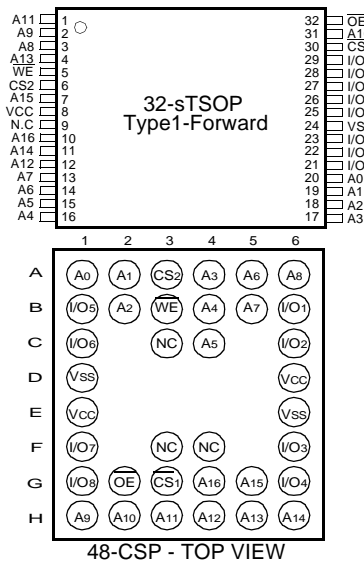 A11 1 32 OE
A9 2 31 A1
A8 3 30 CS
A13 4 29 I/O
WE 5 28 I/O
CS2 6 27 I/O
A15 7 26 I/O
VCC 8 25 I/O
N.C 9 24 VS
A16 10 23 I/O
A14 11 22 I/O
A12 12 21 I/O
A7 13 20 A0
A6 14 19 A1
A5 15 18 A2
A4 16 17 A3
32-sTSOP
Type1-Forward
1 2 3 4 5 6
A A0 A1 CS2 A3 A6 A8
B I/O5 A2 WE A4 A7 I/O1
C I/O6 NC A5 I/O2
D VSS VCC
E VCC VSS
F I/O7 NC NC I/O3
G I/O8 OE CS1 A16 A15 I/O4
H A9 A10 A11 A12 A13 A14
48-CSP - TOP VIEW